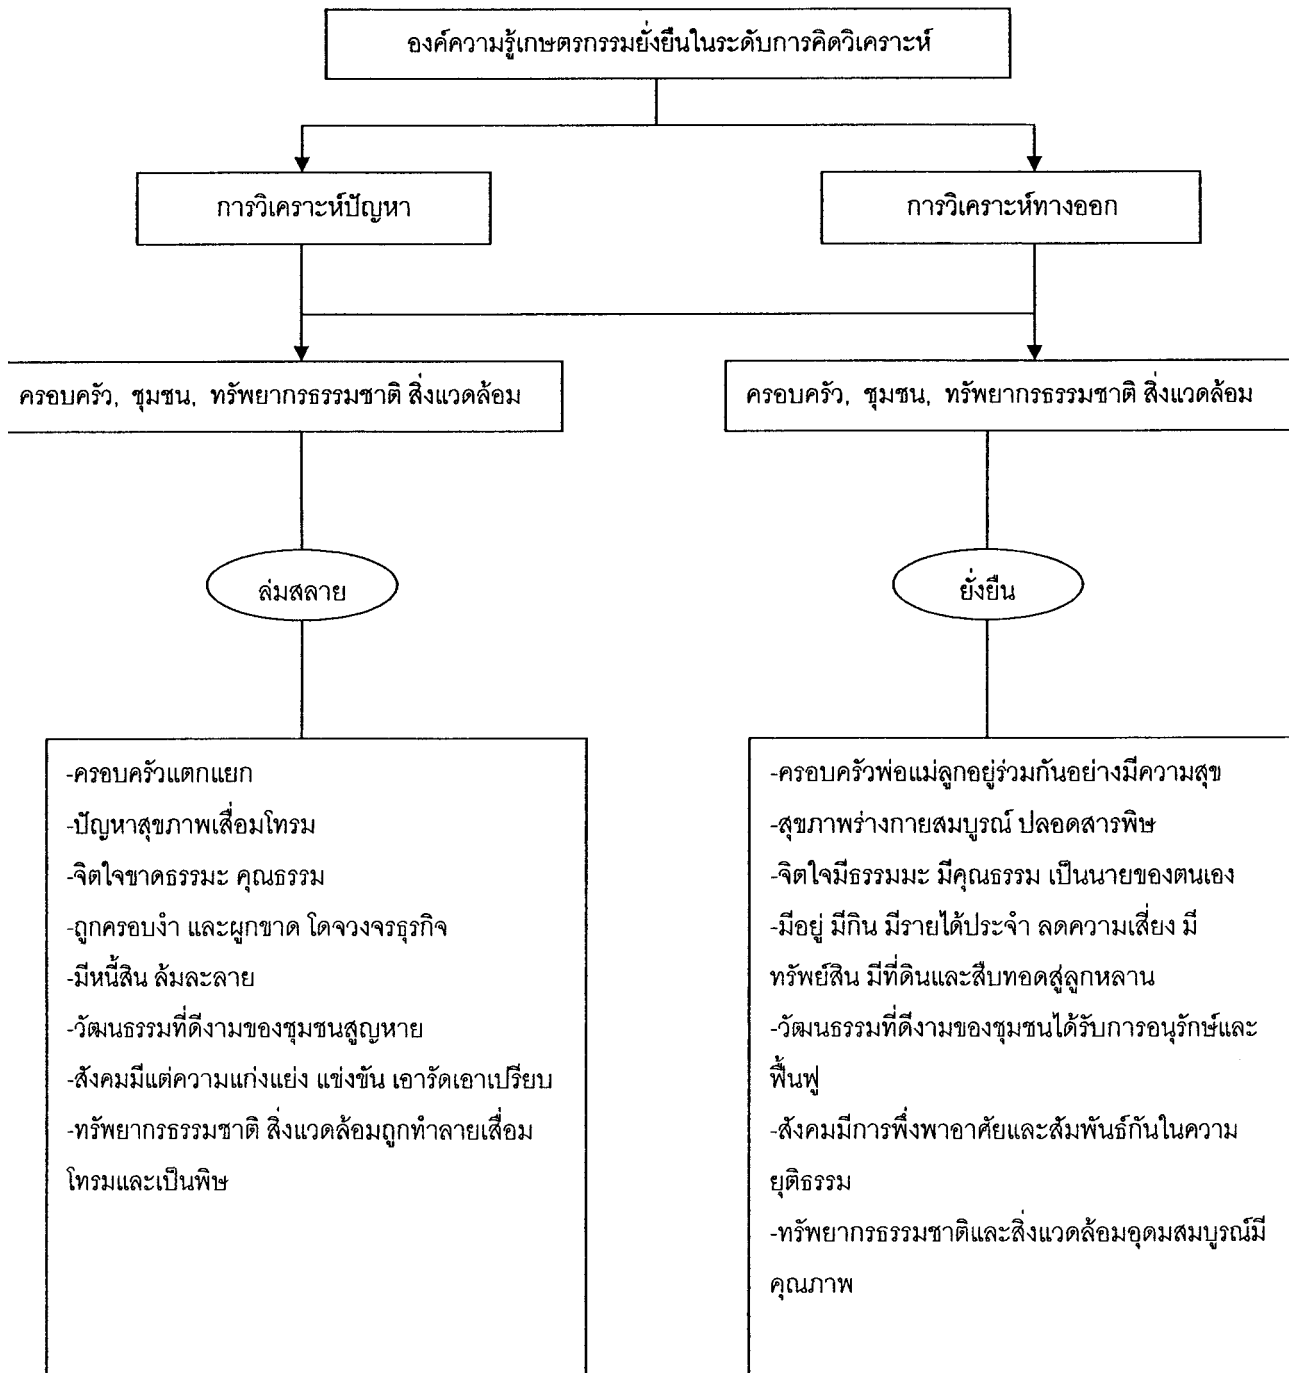 องค์ความรู้เกษตรกรรมยั่งยืนในระดับการคิดวิเคราะห์
การวิเคราะห์ปัญหา
การวิเคราะห์ทางออก
ครอบครัว, ชุมชน, ทรัพยากรธรรมชาติ สิ่งแวดล้อม
ครอบครัว, ชุมชน, ทรัพยากรธรรมชาติ สิ่งแวดล้อม
ล่มสลาย
ยั่งยืน
-ครอบครัวแตกแยก
-ปัญหาสุขภาพเสื่อมโทรม
-จิตใจขาดธรรมะ คุณธรรม
-ถูกครอบงำ และผูกขาด โดจวงจรธุรกิจ
-มีหนี้สิน ล้มละลาย
-วัฒนธรรมที่ดีงามของชุมชนสูญหาย
-สังคมมีแต่ความแก่งแย่ง แข่งขัน เอารัดเอาเปรียบ
-ทรัพยากรธรรมชาติ สิ่งแวดล้อมถูกทำลายเสื่อม
โทรมและเป็นพิษ
-ครอบครัวพ่อแม่ลูกอยู่ร่วมกันอย่างมีความสุข
-สุขภาพร่างกายสมบูรณ์ ปลอดสารพิษ
-จิตใจมีธรรมมะ มีคุณธรรม เป็นนายของตนเอง
-มีอยู่ มีกิน มีรายได้ประจำ ลดความเสี่ยง มี
ทรัพย์สิน มีที่ดินและสืบทอดสู่ลูกหลาน
-วัฒนธรรมที่ดีงามของชุมชนได้รับการอนุรักษ์และ
ฟื้นฟู
-สังคมมีการพึ่งพาอาศัยและสัมพันธ์กันในความ
ยุติธรรม
-ทรัพยากรธรรมชาติและสิ่งแวดล้อมอุดมสมบูรณ์มี
คุณภาพ